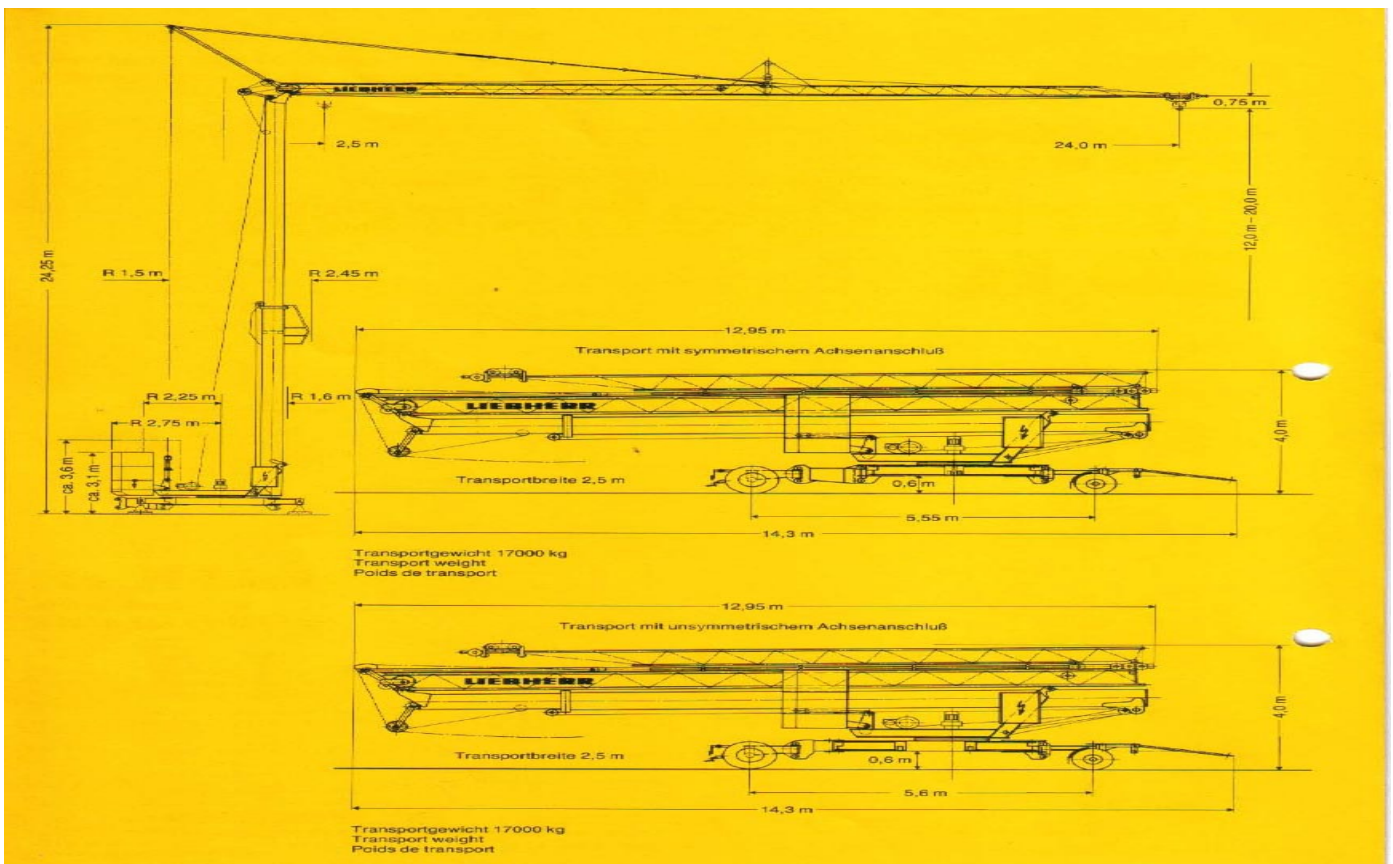 LIEBHERR
0,75 m
2,5 m
24,0 m
12,0 m – 20,0 m
24,25 m
R 1,5 m
R 2,45 m
R 2,25 m
R 1,6 m
R 2,75 m
ca. 3,6 m
ca. 3,1 m
12,95 m
Transport mit symmetrischem Achsenanschluß
LIEBHERR
4,0 m
Transportbreite 2,5 m
0,6 m
5,55 m
14,3 m
Transportgewicht 17000 kg
Transport weight
Poids de transport
12,95 m
Transport mit unsymmetrischem Achsenanschluß
LIEBHERR
4,0 m
Transportbreite 2,5 m
0,6 m
5,6 m
14,3 m
Transportgewicht 17000 kg
Transport weight
Poids de transport